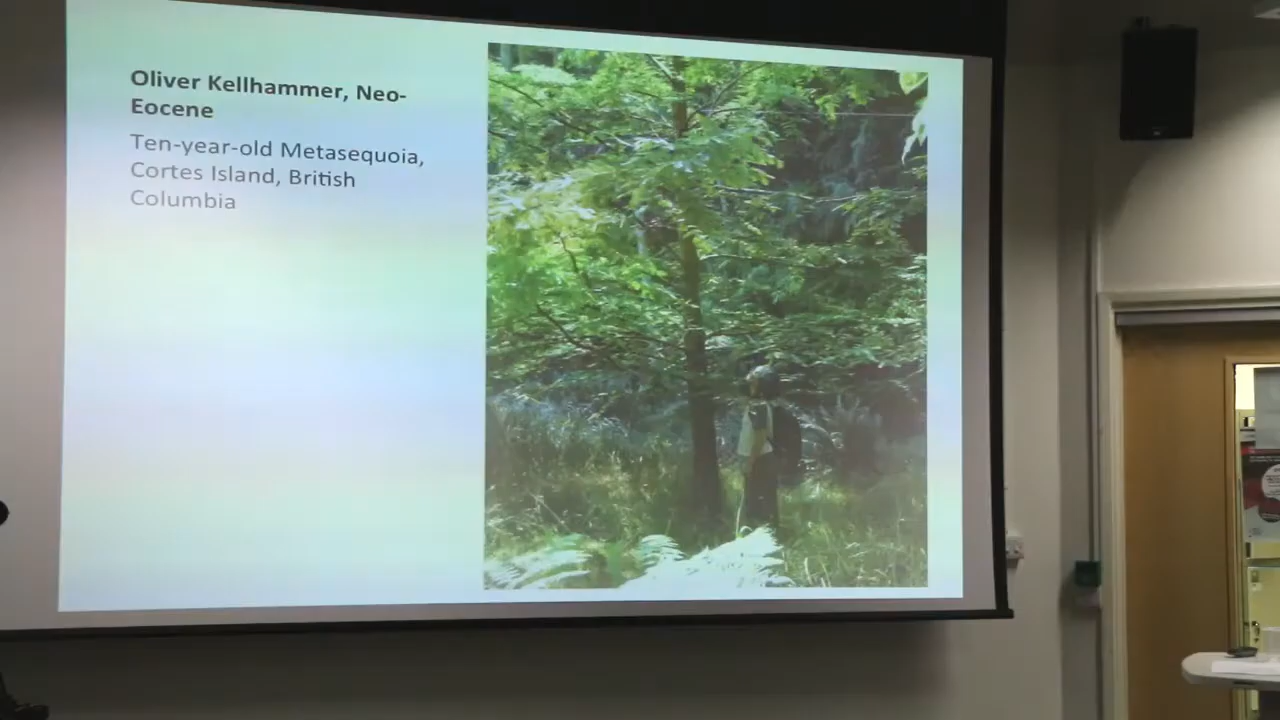 Oliver Kellhammer, Neo-
Eocene
Ten-year-old Metasequoia,
Cortes Island, British
Columbia